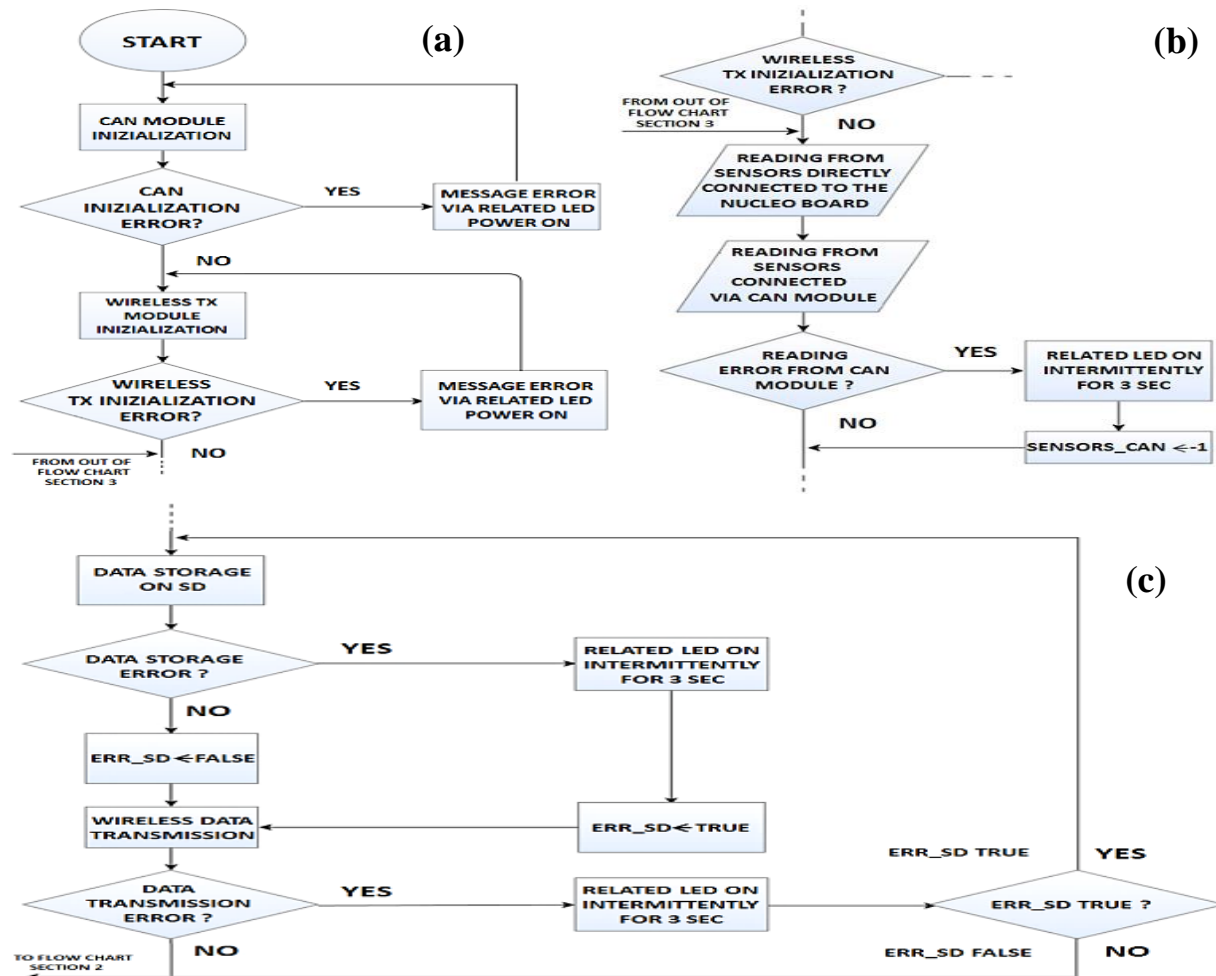 START
(a)
CAN MODULE
INIZIALIZATION
CAN
INIZIALIZATION
ERROR?
YES
MESSAGE ERROR
VIA RELATED LED
POWER ON
NO
WIRELESS TX
MODULE
INIZIALIZATION
WIRELESS
TX INIZIALIZATION
ERROR?
YES
MESSAGE ERROR
VIA RELATED LED
POWER ON
NO
FROM OUT OF
FLOW CHART
SECTION 3
(b)
WIRELESS
TX INIZIALIZATION
ERROR ?
FROM OUT OF
FLOW CHART
SECTION 3
NO
READING FROM
SENSORS DIRECTLY
CONNECTED TO THE
NUCLEO BOARD
READING FROM
SENSORS
CONNECTED
VIA CAN MODULE
READING
ERROR FROM CAN
MODULE ?
YES
RELATED LED ON
INTERMITTENTLY
FOR 3 SEC
NO
SENSORS_CAN <-1
(c)
DATA STORAGE
ON SD
DATA STORAGE
ERROR ?
YES
RELATED LED ON
INTERMITTENTLY
FOR 3 SEC
NO
ERR_SD<-FALSE
WIRELESS DATA
TRANSMISSION
ERR_SD<-TRUE
DATA
TRANSMISSION
ERROR ?
YES
RELATED LED ON
INTERMITTENTLY
FOR 3 SEC
ERR_SD TRUE
YES
ERR_SD TRUE ?
ERR_SD FALSE
NO
NO
TO FLOW CHART
SECTION 2